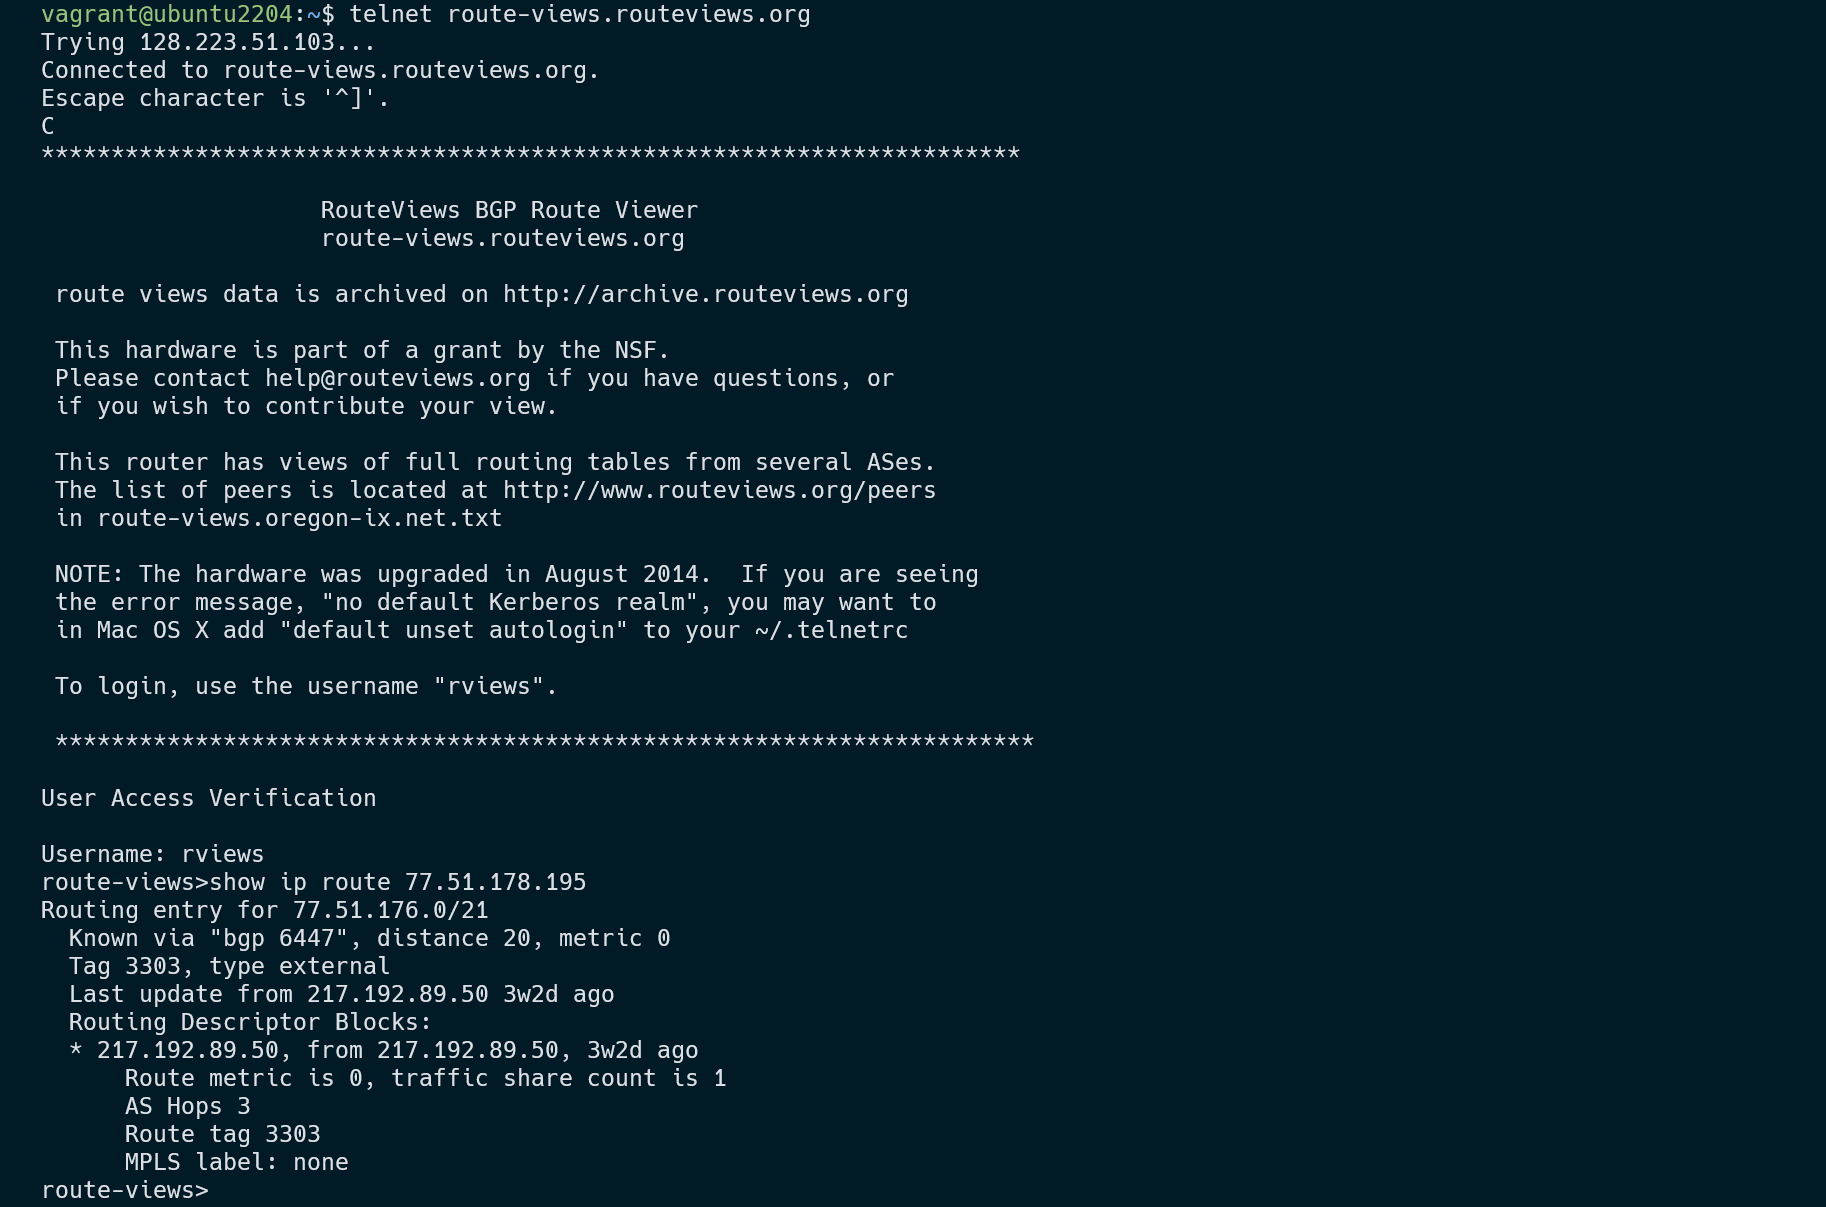 vagrant@ubuntu2204:~$ telnet route-views.routeviews.org
Trying 128.223.51.103...
Connected to route-views.routeviews.org.
Escape character is '^]'.
C
**********************************************************************
RouteViews BGP Route Viewer
route-views.routeviews.org
route views data is archived on http://archive.routeviews.org
This hardware is part of a grant by the NSF.
Please contact help@routeviews.org if you have questions, or
if you wish to contribute your view.
This router has views of full routing tables from several ASes.
The list of peers is located at http://www.routeviews.org/peers
in route-views.oregon-ix.net.txt
NOTE: The hardware was upgraded in August 2014.  If you are seeing
the error message, "no default Kerberos realm", you may want to
in Mac OS X add "default unset autologin" to your ~/.telnetrc
To login, use the username "rviews".
**********************************************************************
User Access Verification
Username: rviews
route-views>show ip route 77.51.178.195
Routing entry for 77.51.176.0/21
Known via "bgp 6447", distance 20, metric 0
Tag 3303, type external
Last update from 217.192.89.50 3w2d ago
Routing Descriptor Blocks:
* 217.192.89.50, from 217.192.89.50, 3w2d ago
Route metric is 0, traffic share count is 1
AS Hops 3
Route tag 3303
MPLS label: none
route-views>